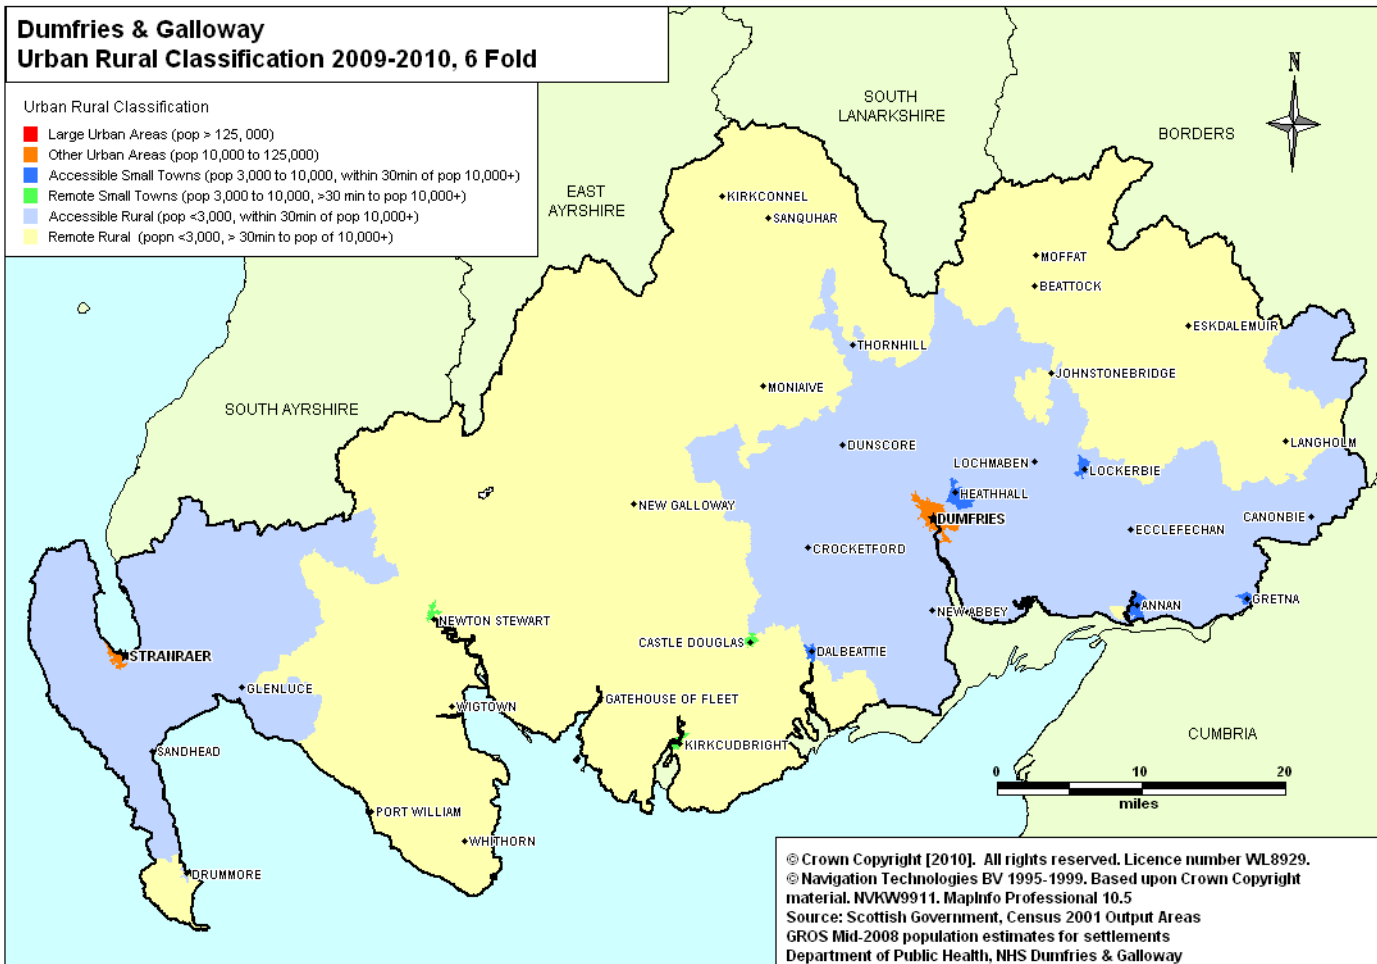 Dumfries & Galloway
Urban Rural Classification 2009-2010, 6 Fold
Urban Rural Classification
Large Urban Areas (pop > 125, 000)
Other Urban Areas (pop 10,000 to 125,000)
Accessible Small Towns (pop 3,000 to 10,000, within 30min of pop 10,000+)
Remote Small Towns (pop 3,000 to 10,000, >30 min to pop 10,000+)
Accessible Rural (pop <3,000, within 30min of pop 10,000+)
Remote Rural (popn <3,000, > 30min to pop of 10,000+)
N
SOUTH
LANARKSHIRE
BORDERS
EAST
AYRSHIRE
KIRKCONNEL
SANQUHAR
MOFFAT
BEATTOCK
ESKDALEMUIR
THORNHILL
JOHNSTONEBRIDGE
MONIAIVE
SOUTH AYRSHIRE
DUNSCORE
LANGHOLM
LOCHMABEN
LOCKERBIE
HEATHHALL
NEW GALLOWAY
DUMFRIES
CANONBIE
ECCLEFECHAN
CROCKETFORD
GRETNA
ANNAN
NEW ABBEY
NEWTON STEWART
CASTLE DOUGLAS
DALBEATTIE
STRANRAER
GLENLUCE
GATEHOUSE OF FLEET
WIGTOWN
CUMBRIA
KIRKCUDBRIGHT
SANDHEAD
0 10 20
miles
PORT WILLIAM
WHITHORN
DRUMMORE
© Crown Copyright [2010]. All rights reserved. Licence number WL8929.
© Navigation Technologies BV 1995-1999. Based upon Crown Copyright
material. NVKW9911. MapInfo Professional 10.5
Source: Scottish Government, Census 2001 Output Areas
GROS Mid-2008 population estimates for settlements
Department of Public Health, NHS Dumfries & Galloway